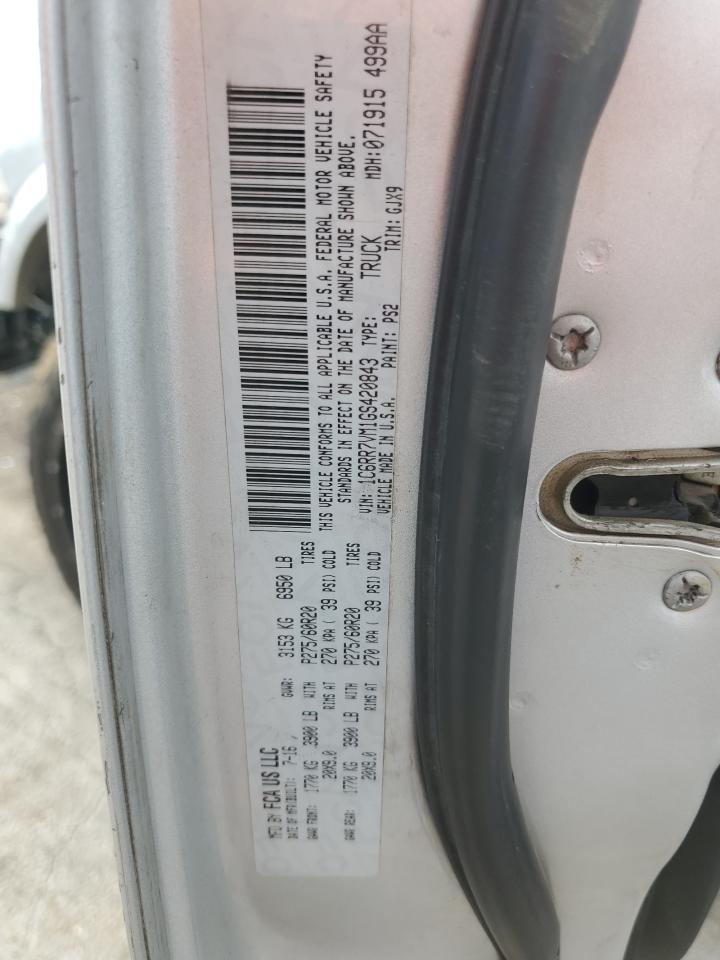 MFD BY FCA US LLC
DATE OF MFR(BUILT): 7-16 GVWR: 3153 KG 6950 LB
GAWR FRONT: 1770 KG 3900 LB WITH P275/60R20 TIRES
20X9.0 RIMS AT 270 KPA ( 39 PSI) COLD
GAWR REAR: 1770 KG 3900 LB WITH P275/60R20 TIRES
20X9.0 RIMS AT 270 KPA ( 39 PSI) COLD
THIS VEHICLE CONFORMS TO ALL APPLICABLE U.S.A. FEDERAL MOTOR VEHICLE SAFETY
STANDARDS IN EFFECT ON THE DATE OF MANUFACTURE SHOWN ABOVE.
VIN: 1C6RR7VM1GS420843 TYPE: TRUCK MDH:071915 499AA
VEHICLE MADE IN U.S.A. PAINT: PS2 TRIM: GJX9